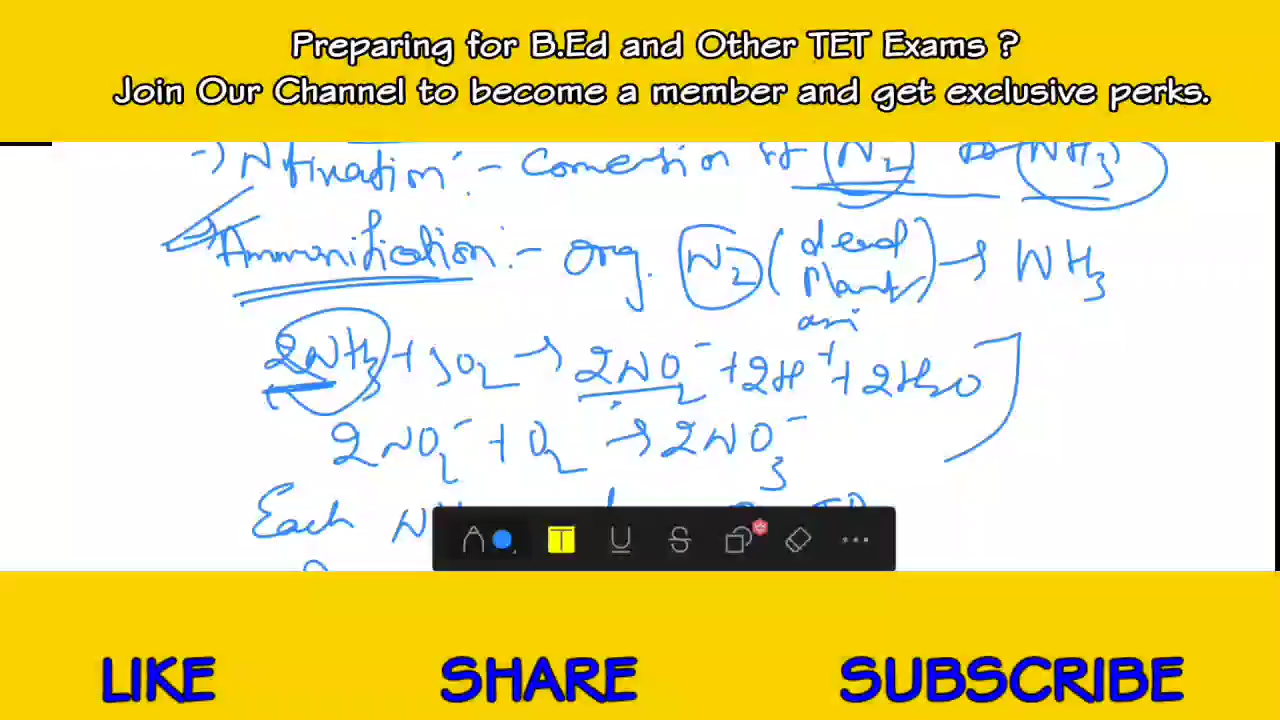 Preparing for B.Ed and Other TET Exams ?
Join Our Channel to become a member and get exclusive perks.
→ N fixation :- Conversion of N₂ to NH₃
Ammonification :- Org. N₂ (dead plants → NH₃
2NH₃ + 3O₂ → 2NO₂⁻ + 2H⁺ + 2H₂O
2NO₂⁻ + O₂ → 2NO₃⁻
Each
T
LIKE SHARE SUBSCRIBE